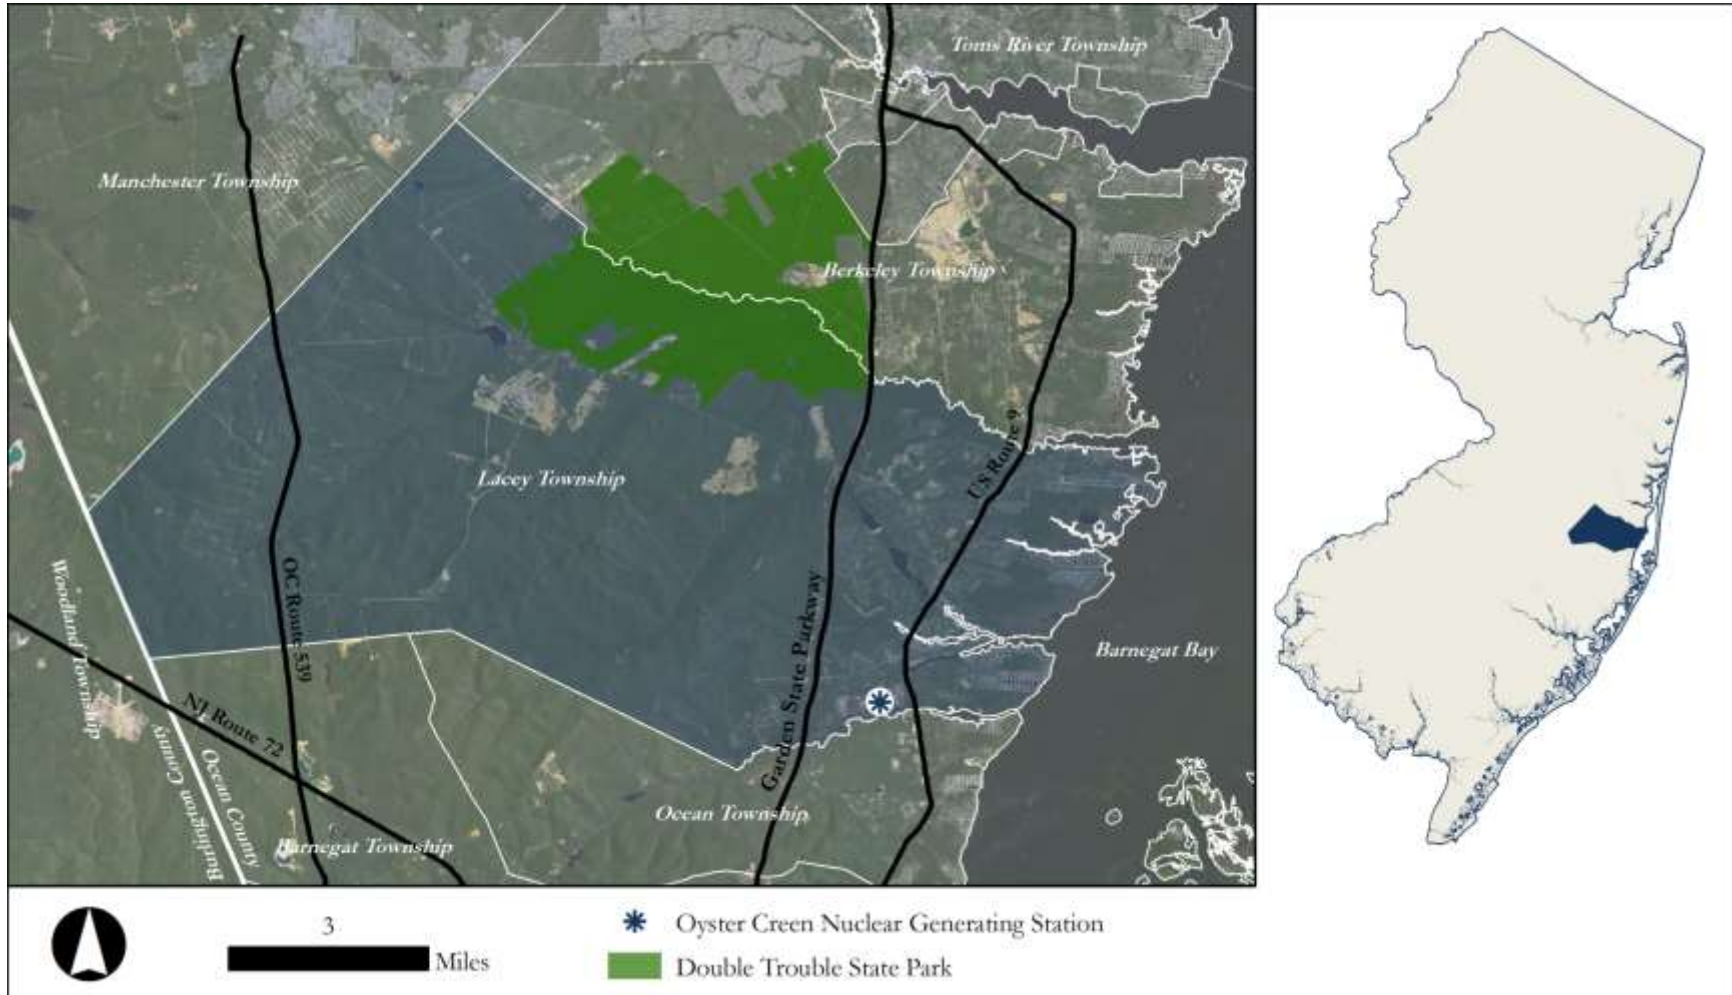 Toms River Township
Manchester Township
Berkeley Township
US Route 9
Lacey Township
OC Route 539
Woodland Township
Garden State Parkway
Barnegat Bay
NJ Route 72
Ocean County
Burlington County
Ocean Township
Barnegat Township
3
Miles
Oyster Creen Nuclear Generating Station
Double Trouble State Park